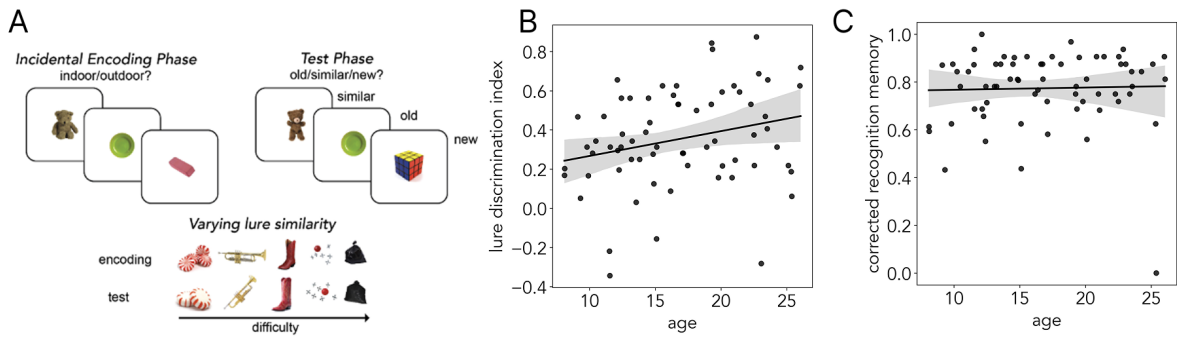 A
Incidental Encoding Phase
indoor/outdoor?
Test Phase
old/similar/new?
similar
old
new
Varying lure similarity
encoding
test
difficulty
B
lure discrimination index
0.8
0.6
0.4
0.2
0.0
−0.2
−0.4
10 15 20 25
age
C
corrected recognition memory
1.0
0.8
0.6
0.4
0.2
0.0
10 15 20 25
age